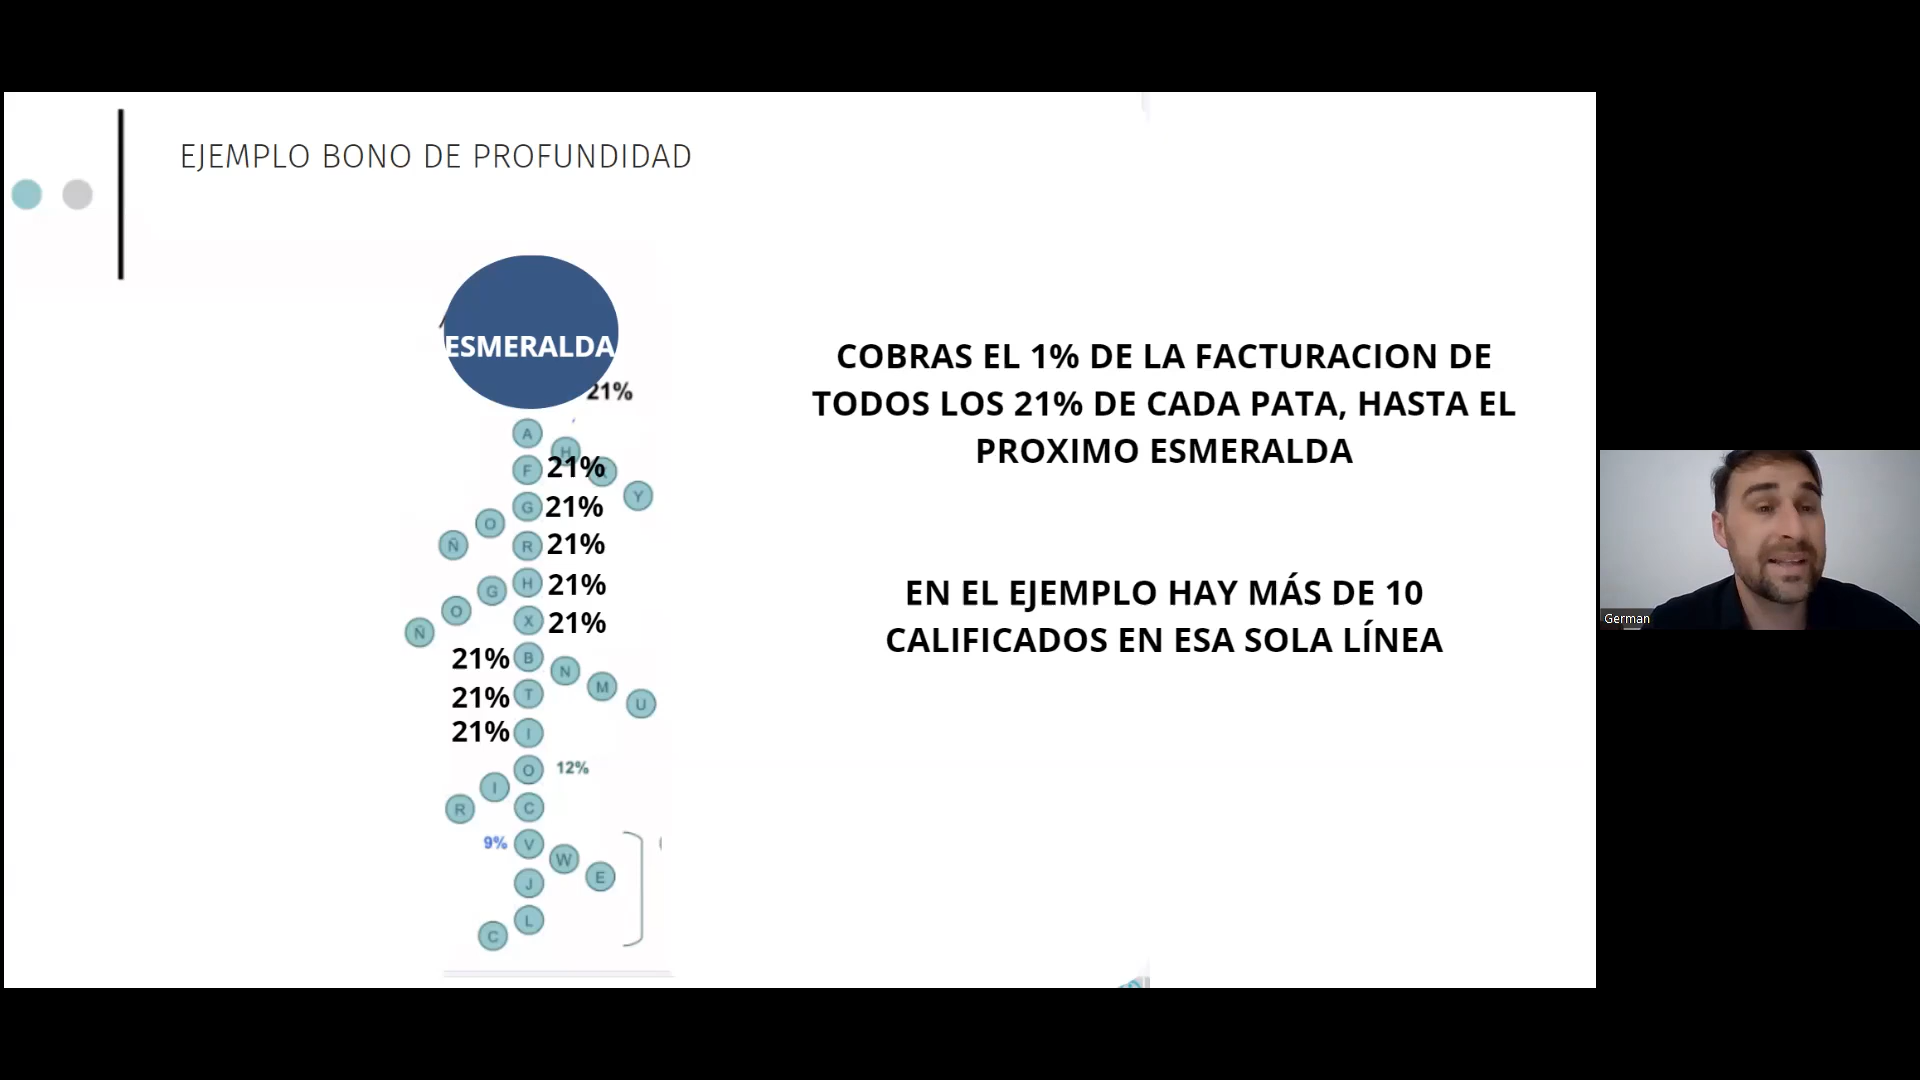 EJEMPLO BONO DE PROFUNDIDAD
ESMERALDA
21%
A
H
F 21% Y
G 21%
O
Ñ R 21%
G H 21%
O
Ñ X 21%
21% B N M U
21% T
21% I
O 12%
I
R C
9% V W E
J
L
C
COBRAS EL 1% DE LA FACTURACION DE
TODOS LOS 21% DE CADA PATA, HASTA EL
PROXIMO ESMERALDA
EN EL EJEMPLO HAY MÁS DE 10
CALIFICADOS EN ESA SOLA LÍNEA
German